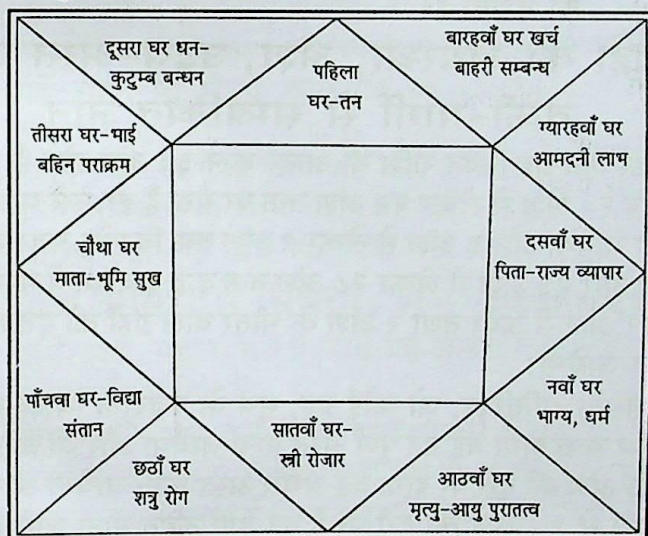 दूसरा घर धन-
कुटुम्ब बन्धन
पहिला
घर-तन
बारहवाँ घर खर्च
बाहरी सम्बन्ध
तीसरा घर-भाई
बहिन पराक्रम
ग्यारहवाँ घर
आमदनी लाभ
चौथा घर
माता-भूमि सुख
दसवाँ घर
पिता-राज्य व्यापार
पाँचवा घर-विद्या
संतान
छठाँ घर
शत्रु रोग
सातवाँ घर-
स्त्री रोजार
आठवाँ घर
मृत्यु-आयु पुरातत्व
नवाँ घर
भाग्य, घर्म